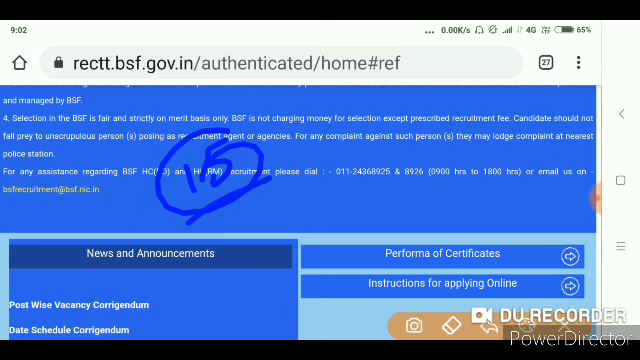 9:02
0.00K/s
4G
65%
rectt.bsf.gov.in/authenticated/home#ref
27
and managed by BSF.
4. Selection in the BSF is fair and strictly on merit basis only. BSF is not charging money for selection except prescribed recruitment fee. Candidate should not
fall prey to unscrupulous person (s) posing as recruitment agent or agencies. For any complaint against such person (s) they may lodge complaint at nearest
police station.
For any assistance regarding BSF and RM) recruitment please dial : - 011-24368925 & 8926 (0900 hrs to 1800 hrs) or email us on -
bsfrecruitment@bsf.nic.in
15
News and Announcements
Performa of Certificates
Instructions for applying Online
Post Wise Vacancy Corrigendum
Date Schedule Corrigendum
DU RECORDER
PowerDirector